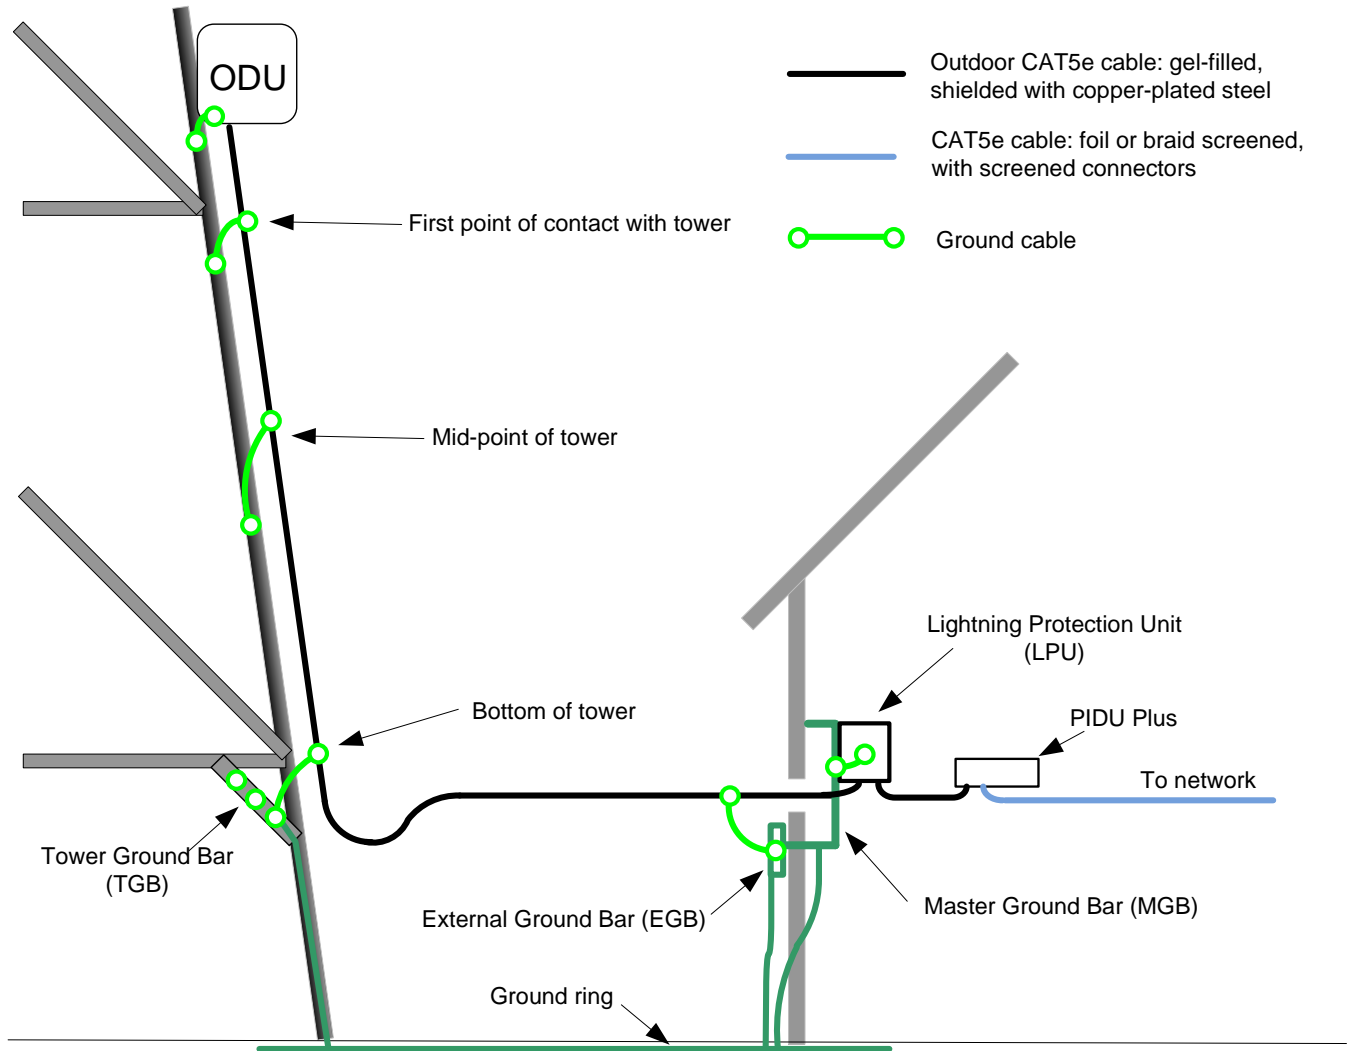 ODU
Outdoor CAT5e cable: gel-filled,
shielded with copper-plated steel
CAT5e cable: foil or braid screened,
with screened connectors
Ground cable
First point of contact with tower
Mid-point of tower
Lightning Protection Unit
(LPU)
Bottom of tower
PIDU Plus
To network
Tower Ground Bar
(TGB)
External Ground Bar (EGB)
Master Ground Bar (MGB)
Ground ring